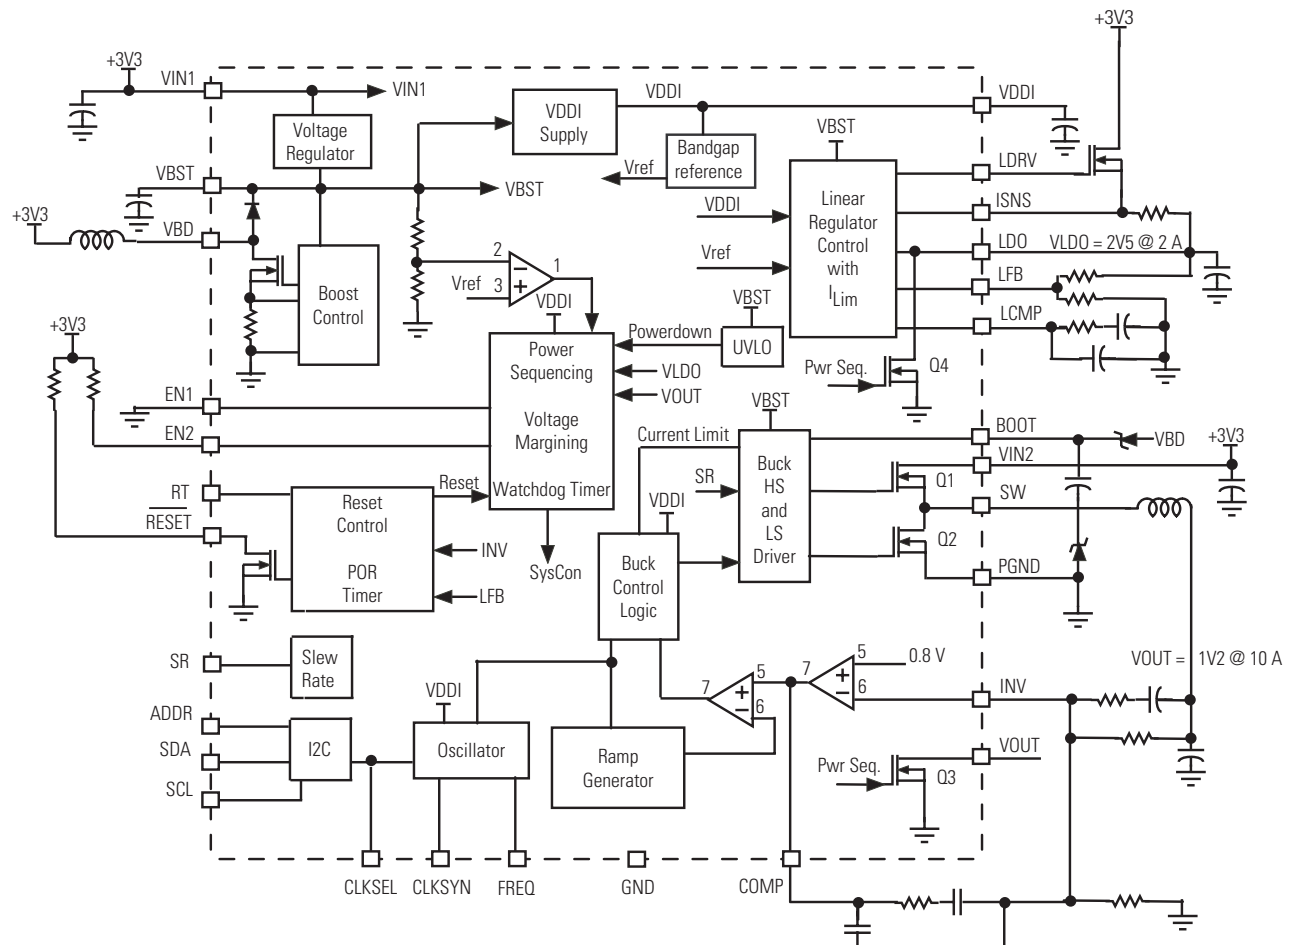 +3V3
+3V3
VIN1
VIN1
VDDI
Supply
VDDI
VDDI
Voltage
Regulator
VBST
Bandgap
reference
Vref
VBST
VBST
LDRV
Linear
Regulator
Control
with
ILim
VDDI
ISNS
+3V3
VBD
Vref
LDO
VLDO = 2V5 @ 2 A
2
1
Vref
3
LFB
Boost
Control
VDDI
VBST
LCMP
+3V3
Powerdown
UVLO
Power
Sequencing
Voltage
Margining
Watchdog Timer
VLDO
VOUT
Pwr Seq.
Q4
EN1
VBST
EN2
Current Limit
BOOT
VBD
+3V3
Buck
HS
and
LS
Driver
VIN2
RT
Reset
Control
POR
Timer
Reset
SR
Q1
SW
RESET
VDDI
Q2
INV
SysCon
Buck
Control
Logic
PGND
LFB
SR
Slew
Rate
5
0.8 V
7
6
VOUT = 1V2 @ 10 A
5
7
6
INV
VDDI
ADDR
SDA
SCL
I2C
Oscillator
Ramp
Generator
VOUT
Pwr Seq.
Q3
CLKSEL
CLKSYN
FREQ
GND
COMP